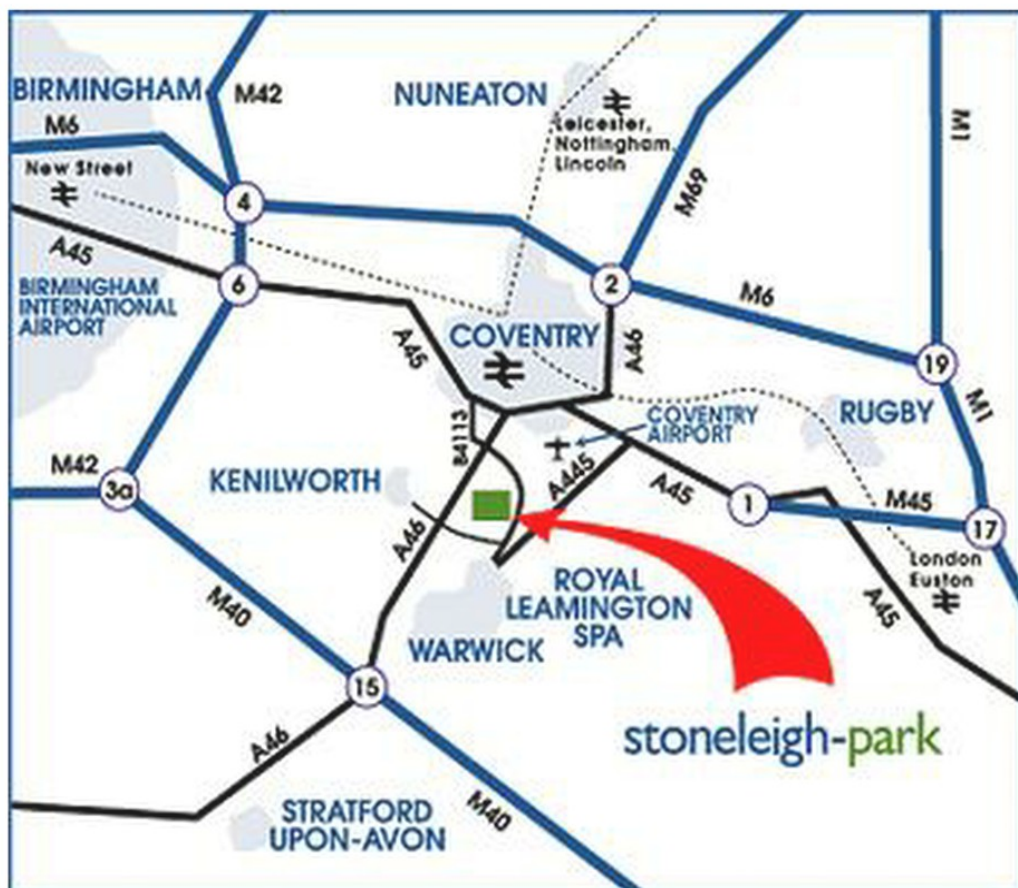 BIRMINGHAM
M42
NUNEATON
M6
Leicester,
Nottingham,
Lincoln
M1
New Street
M69
4
A45
BIRMINGHAM
INTERNATIONAL
AIRPORT
6
2
M6
A45
COVENTRY
A46
19
M1
RUGBY
COVENTRY
AIRPORT
B4113
M42
3a
KENILWORTH
A445
A45
1
M45
17
A46
London
Euston
M40
ROYAL
LEAMINGTON
SPA
A45
WARWICK
15
stoneleigh-park
A46
STRATFORD
UPON-AVON
M40